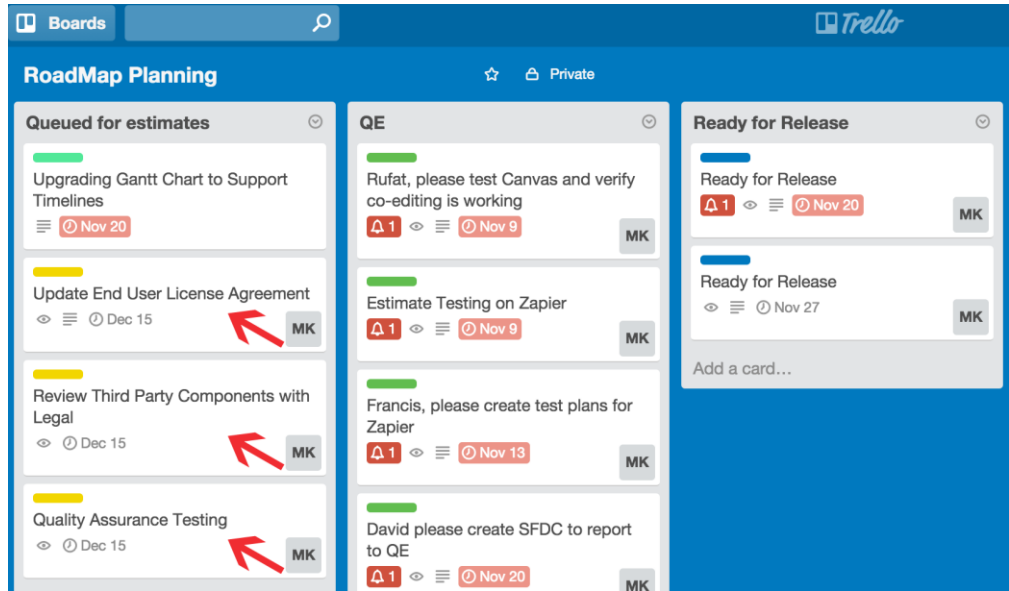 Boards
Trello
RoadMap Planning
Private
Queued for estimates
Upgrading Gantt Chart to Support
Timelines
Nov 20
Update End User License Agreement
Dec 15
MK
Review Third Party Components with
Legal
Dec 15
MK
Quality Assurance Testing
Dec 15
MK
QE
Rufat, please test Canvas and verify
co-editing is working
1 Nov 9
MK
Estimate Testing on Zapier
1 Nov 9
MK
Francis, please create test plans for
Zapier
1 Nov 13
MK
David please create SFDC to report
to QE
1 Nov 20
MK
Ready for Release
Ready for Release
1 Nov 20
MK
Ready for Release
Nov 27
MK
Add a card...